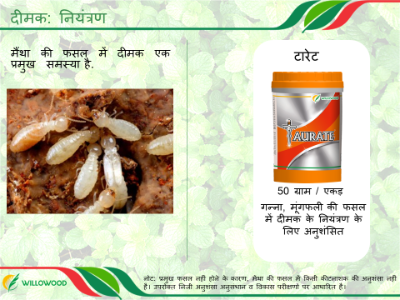 दीमक: नियंत्रण
मैंथा की फसल में दीमक एक
प्रमुख समस्या है.
टारेट
TAURATE
50 ग्राम / एकड़
गन्ना, मूंगफली की फसल
में दीमक के नियंत्रण के
लिए अनुशंसित
WILLOWOOD
नोट: प्रमुख फसल नहीं होने के कारण, मैंथा की फसल में किसी कीटनाशक की अनुशंसा नहीं
है। उपरोक्त निजी अनुशंसा अनुसंधान व विकास परीक्षणों पर आधारित है।